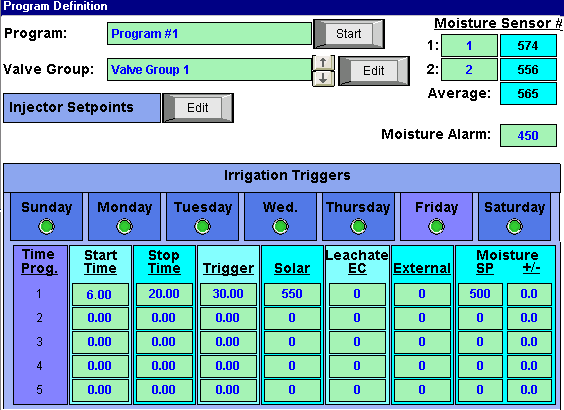 Program Definition
Program: Program #1 Start
Moisture Sensor #
1: 1 574
Valve Group: Valve Group 1 Edit
2: 2 556
Average: 565
Injector Setpoints Edit
Moisture Alarm: 450
Irrigation Triggers
Sunday Monday Tuesday Wed. Thursday Friday Saturday
Time Prog. Start Time Stop Time Trigger Solar Leachate EC External Moisture SP +/-
1 6.00 20.00 30.00 550 0 0 500 0.0
2 0.00 0.00 0.00 0 0 0 0 0.0
3 0.00 0.00 0.00 0 0 0 0 0.0
4 0.00 0.00 0.00 0 0 0 0 0.0
5 0.00 0.00 0.00 0 0 0 0 0.0